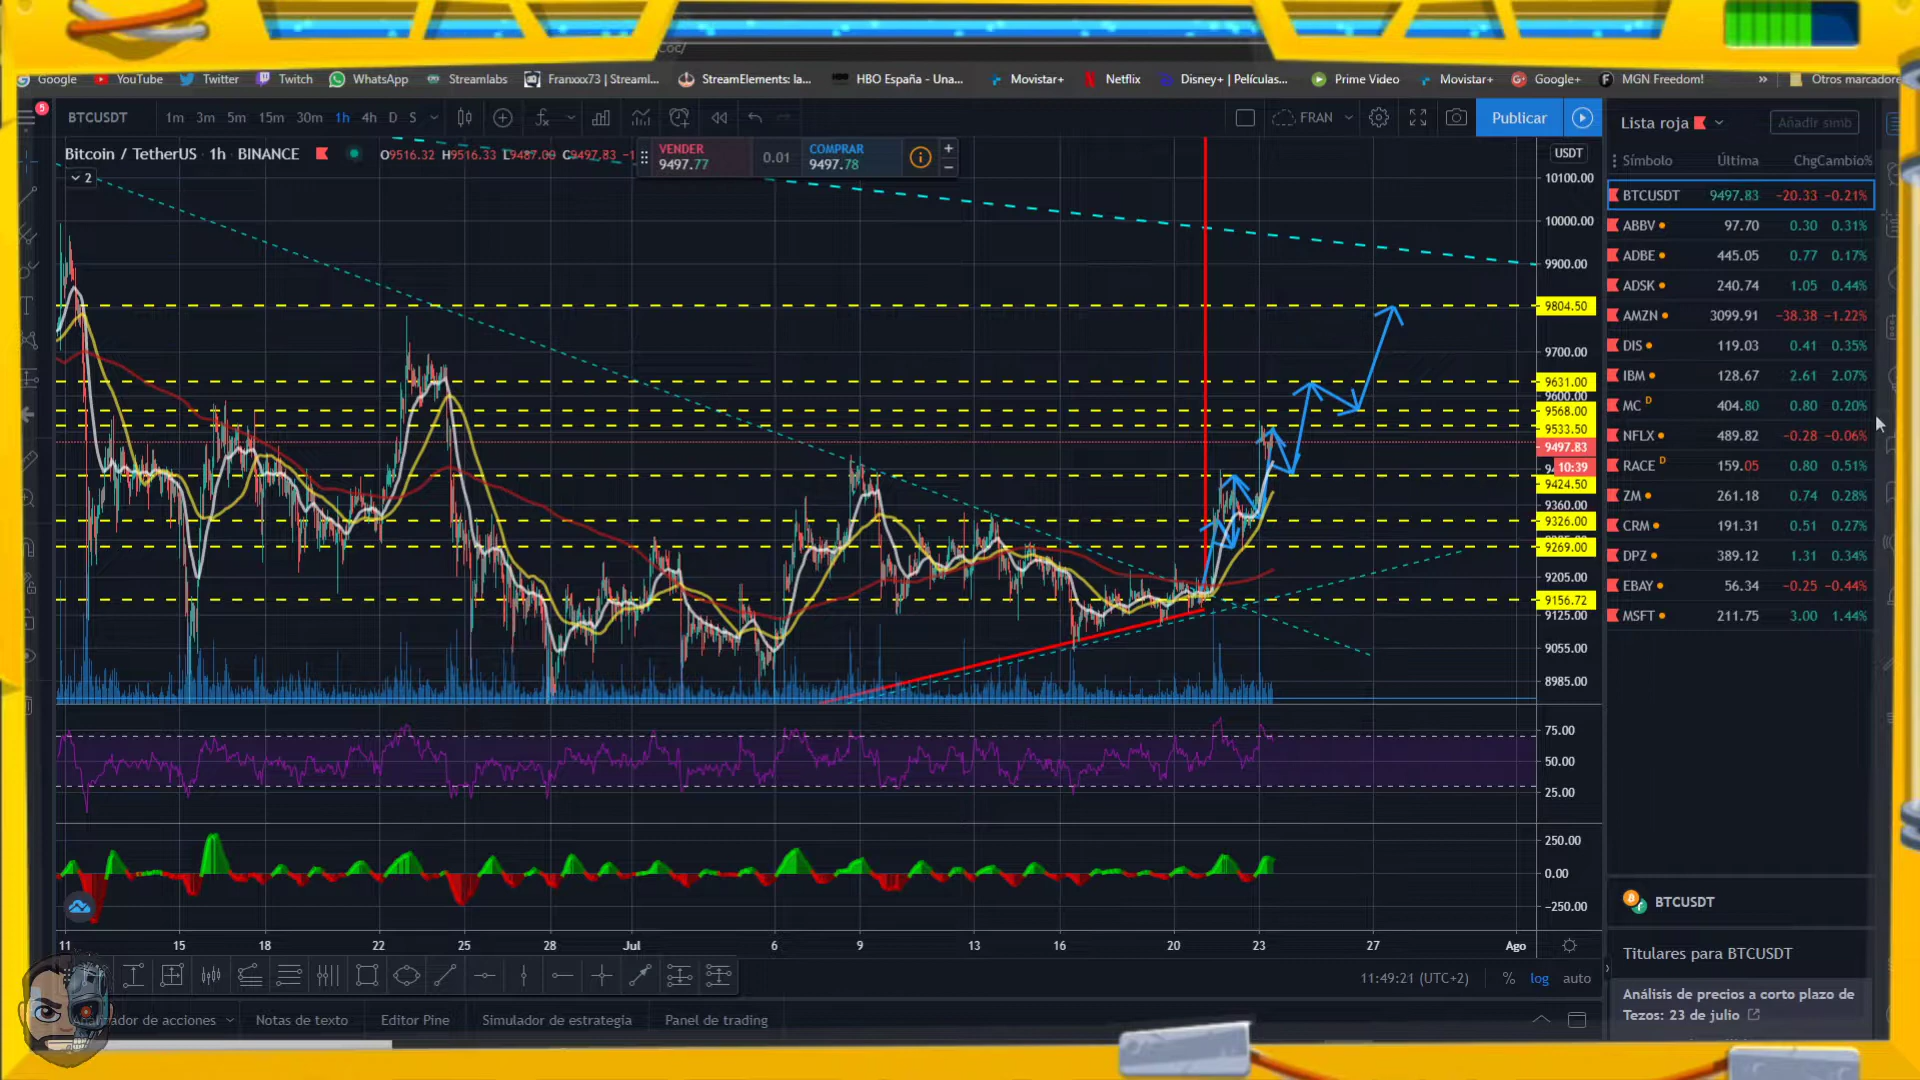 Coc/
Google YouTube Twitter Twitch WhatsApp Streamlabs Franxxx73 | Streaml... StreamElements: la... HBO España - Una... Movistar+ Netflix Disney+ | Películas... Prime Video Movistar+ Google+ MGN Freedom! » Otros marcadore
5
BTCUSDT 1m 3m 5m 15m 30m 1h 4h D S FRAN Publicar
Lista roja Añadir símb
Bitcoin / TetherUS · 1h · BINANCE O9516.32 H9516.33 L9487.00 C9497.83 −1
VENDER 9497.77 0.01 COMPRAR 9497.78
2
USDT
Símbolo Última Chg Cambio%
BTCUSDT 9497.83 −20.33 −0.21%
ABBV 97.70 0.30 0.31%
ADBE 445.05 0.77 0.17%
ADSK 240.74 1.05 0.44%
AMZN 3099.91 −38.38 −1.22%
DIS 119.03 0.41 0.35%
IBM 128.67 2.61 2.07%
MC D 404.80 0.80 0.20%
NFLX 489.82 −0.28 −0.06%
RACE D 159.05 0.80 0.51%
ZM 261.18 0.74 0.28%
CRM 191.31 0.51 0.27%
DPZ 389.12 1.31 0.34%
EBAY 56.34 −0.25 −0.44%
MSFT 211.75 3.00 1.44%
10100.00
10000.00
9900.00
9804.50
9700.00
9631.00
9600.00
9568.00
9533.50
9497.83
10:39
9424.50
9360.00
9326.00
9269.00
9205.00
9156.72
9125.00
9055.00
8985.00
75.00
50.00
25.00
250.00
0.00
−250.00
11 15 18 22 25 28 Jul 6 9 13 16 20 23 27 Ago
11:49:21 (UTC+2) % log auto
Notas de texto Editor Pine Simulador de estrategia Panel de trading
BTCUSDT
Titulares para BTCUSDT
Análisis de precios a corto plazo de
Tezos: 23 de julio